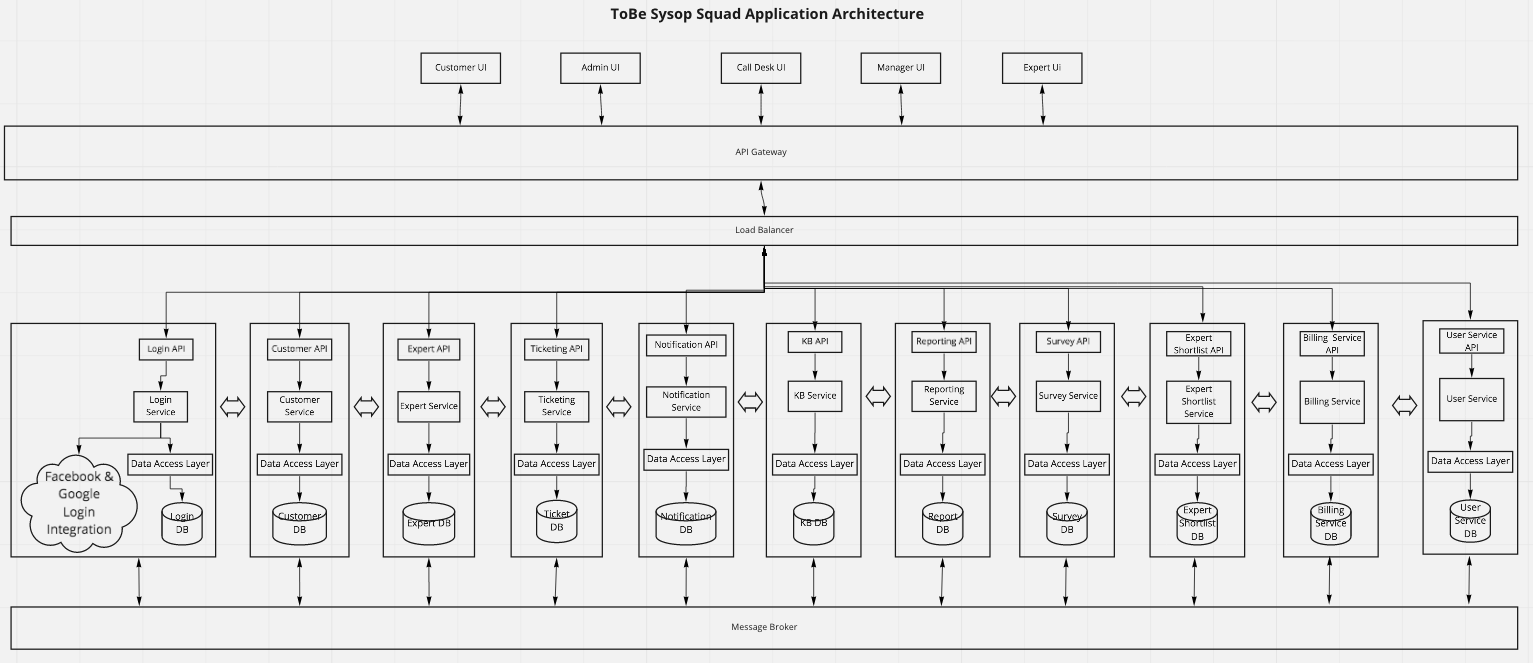 ToBe Sysop Squad Application Architecture
Customer UI
Admin UI
Call Desk UI
Manager UI
Expert Ui
API Gateway
Load Balancer
Login API
Login
Service
Facebook &
Google
Login
Integration
Data Access Layer
Login
DB
Customer API
Customer
Service
Data Access Layer
Customer
DB
Expert API
Expert Service
Data Access Layer
Expert DB
Ticketing API
Ticketing
Service
Data Access Layer
Ticket
DB
Notification API
Notification
Service
Data Access Layer
Notification
DB
KB API
KB Service
Data Access Layer
KB DB
Reporting API
Reporting
Service
Data Access Layer
Report
DB
Survey API
Survey Service
Data Access Layer
Survey
DB
Expert
Shortlist API
Expert
Shortlist
Service
Data Access Layer
Expert
Shortlist
DB
Billing Service
API
Billing Service
Data Access Layer
Billing
Service
DB
User Service
API
User Service
Data Access Layer
User
Service
DB
Message Broker